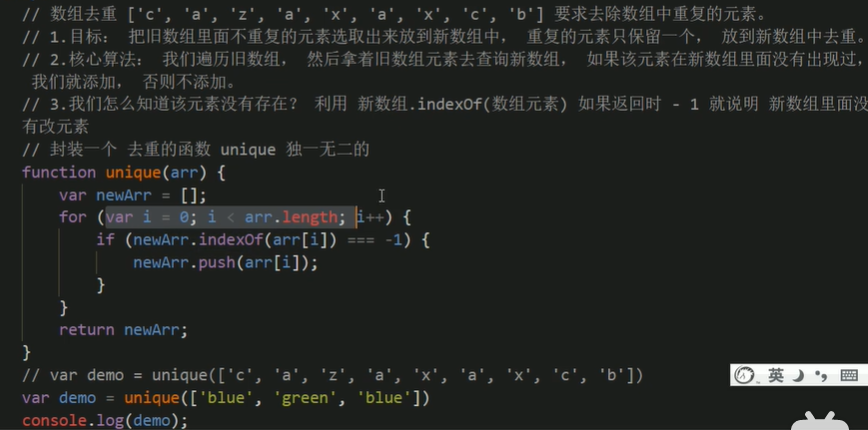 // 数组去重 ['c', 'a', 'z', 'a', 'x', 'a', 'x', 'c', 'b'] 要求去除数组中重复的元素。
// 1.目标： 把旧数组里面不重复的元素选取出来放到新数组中， 重复的元素只保留一个， 放到新数组中去重。
// 2.核心算法： 我们遍历旧数组， 然后拿着旧数组元素去查询新数组， 如果该元素在新数组里面没有出现过，
我们就添加， 否则不添加。
// 3.我们怎么知道该元素没有存在？ 利用 新数组.indexOf(数组元素) 如果返回时 - 1 就说明 新数组里面没
有改元素
// 封装一个 去重的函数 unique 独一无二的
function unique(arr) {
var newArr = [];
for (var i = 0; i < arr.length; i++) {
if (newArr.indexOf(arr[i]) === -1) {
newArr.push(arr[i]);
}
}
return newArr;
}
// var demo = unique(['c', 'a', 'z', 'a', 'x', 'a', 'x', 'c', 'b'])
英
var demo = unique(['blue', 'green', 'blue'])
console.log(demo);